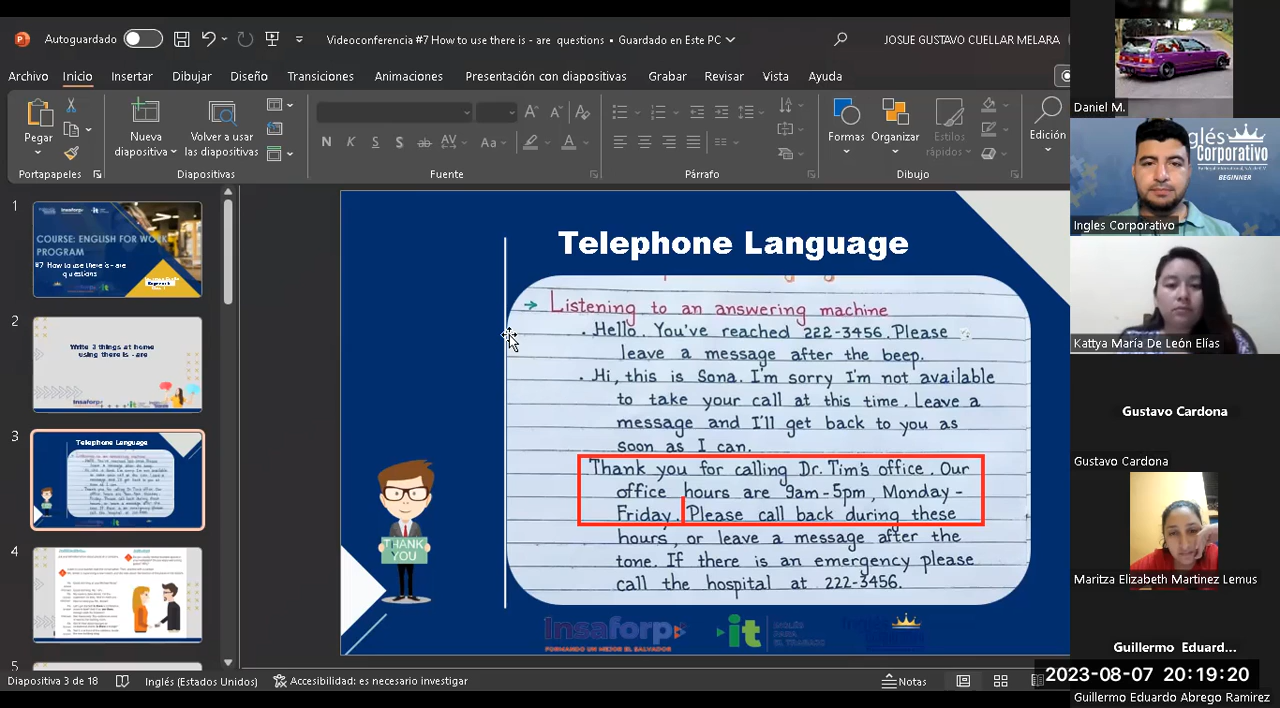 Autoguardado
Videoconferencia #7 How to use there is - are questions • Guardado en Este PC
JOSUE GUSTAVO CUELLAR MELARA
Archivo Inicio Insertar Dibujar Diseño Transiciones Animaciones Presentación con diapositivas Grabar Revisar Vista Ayuda
Pegar
Nueva diapositiva
Volver a usar las diapositivas
Formas
Organizar
Estilos rápidos
Edición
Portapapeles
Diapositivas
Fuente
Párrafo
Dibujo
1
COURSE: ENGLISH FOR WORK
PROGRAM
#7 How to use there is - are
questions
2
Write 3 things at home
using there is - are
3
Telephone Language
4
5
Telephone Language
→ Listening to an answering machine
. Hello. You've reached 222-3456. Please
leave a message after the beep.
. Hi, this is Sona. I'm sorry I'm not available
to take your call at this time. Leave a
message and I'll get back to you as
soon as I can.
Thank you for calling Dr. Tim's office. Our
office hours are 9am-5pm, Monday-
Friday. Please call back during these
hours, or leave a message after the
tone. If there is an emergency please
call the hospital at 222-3456.
THANK
YOU
Insaforp
FORMANDO UN MEJOR EL SALVADOR
it
INGLÉS
PARA
EL TRABAJO
Diapositiva 3 de 18
Inglés (Estados Unidos)
Accesibilidad: es necesario investigar
Notas
Daniel M.
Inglés
Corporativo
BEGINNER
Ingles Corporativo
Kattya María De León Elías
Gustavo Cardona
Gustavo Cardona
Maritza Elizabeth Martinez Lemus
Guillermo Eduard...
2023-08-07 20:19:20
Guillermo Eduardo Abrego Ramirez